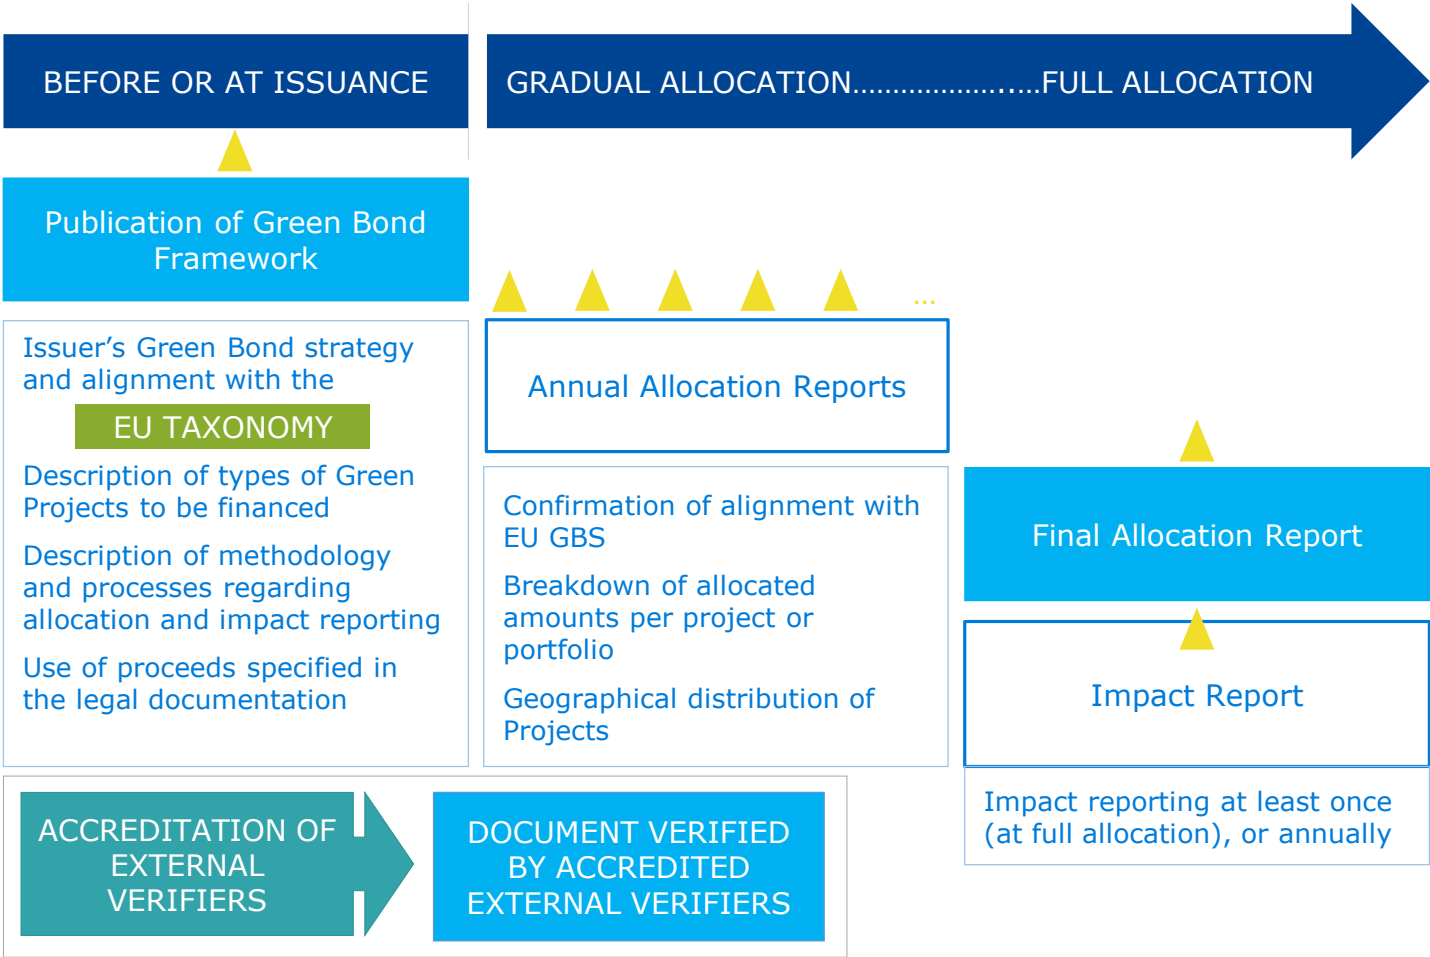 BEFORE OR AT ISSUANCE
GRADUAL ALLOCATION.....................…FULL ALLOCATION
Publication of Green Bond
Framework
Issuer’s Green Bond strategy
and alignment with the
EU TAXONOMY
Description of types of Green
Projects to be financed
Description of methodology
and processes regarding
allocation and impact reporting
Use of proceeds specified in
the legal documentation
…
Annual Allocation Reports
Confirmation of alignment with
EU GBS
Breakdown of allocated
amounts per project or
portfolio
Geographical distribution of
Projects
Final Allocation Report
Impact Report
Impact reporting at least once
(at full allocation), or annually
ACCREDITATION OF
EXTERNAL
VERIFIERS
DOCUMENT VERIFIED
BY ACCREDITED
EXTERNAL VERIFIERS